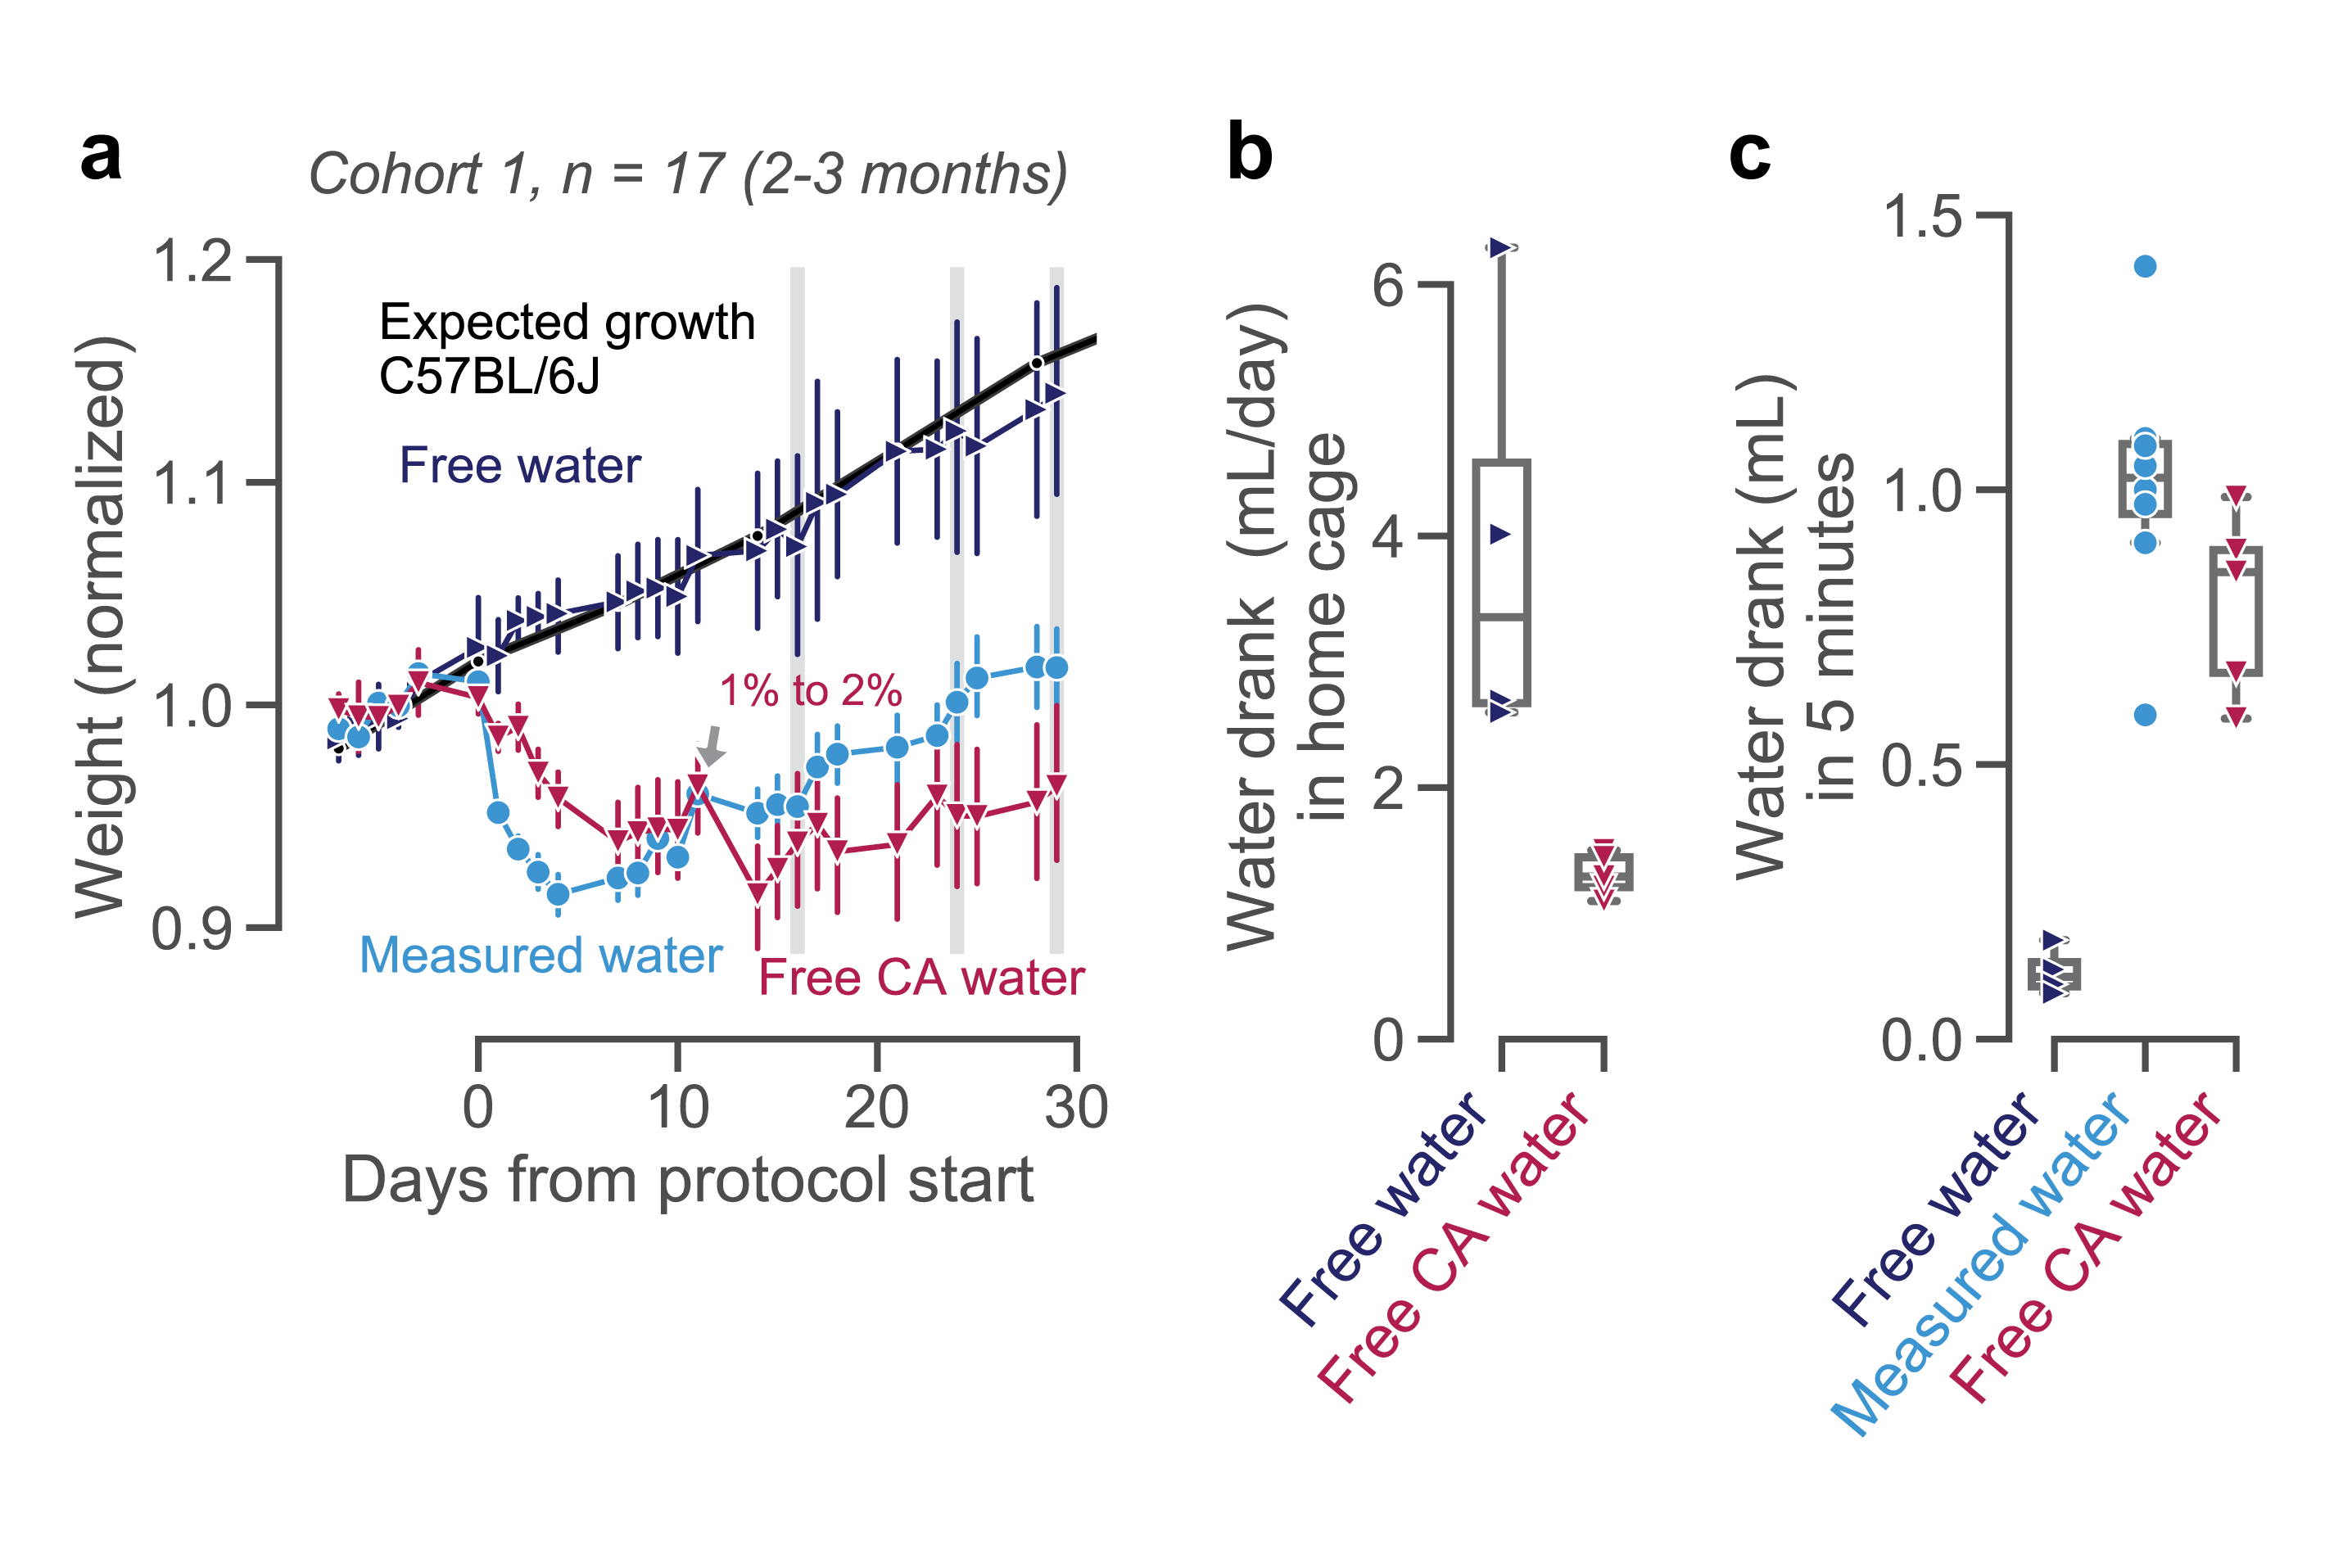 a
Cohort 1, n = 17 (2-3 months)
Weight (normalized)
1.2
1.1
1.0
0.9
Expected growth
C57BL/6J
Free water
1% to 2%
Measured water
Free CA water
0
10
20
30
Days from protocol start
b
Water drank (mL/day)
in home cage
6
4
2
0
Free water
Free CA water
c
Water drank (mL)
in 5 minutes
1.5
1.0
0.5
0.0
Free water
Measured water
Free CA water